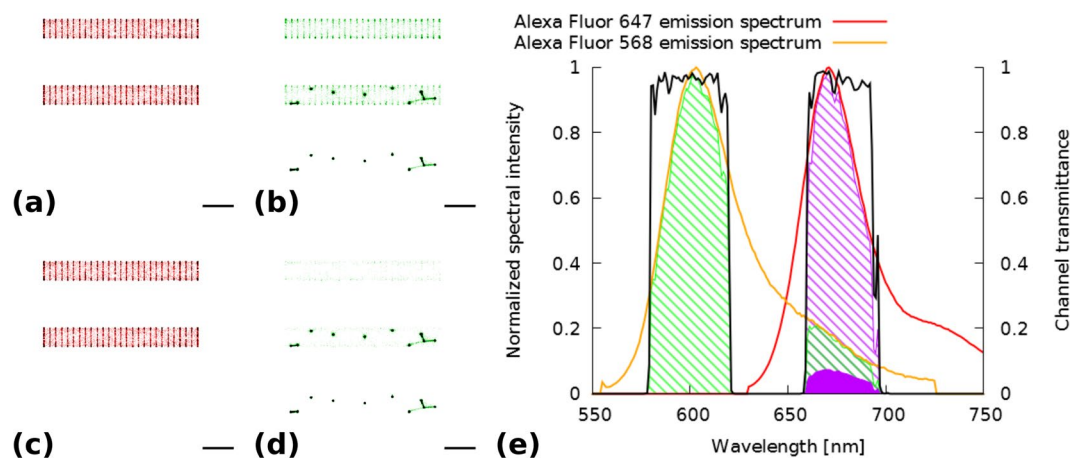 Alexa Fluor 647 emission spectrum
Alexa Fluor 568 emission spectrum
(a)
(b)
(c)
(d)
(e)
Normalized spectral intensity
1
0.8
0.6
0.4
0.2
0
550
600
650
700
750
Wavelength [nm]
1
0.8
0.6
0.4
0.2
0
Channel transmittance